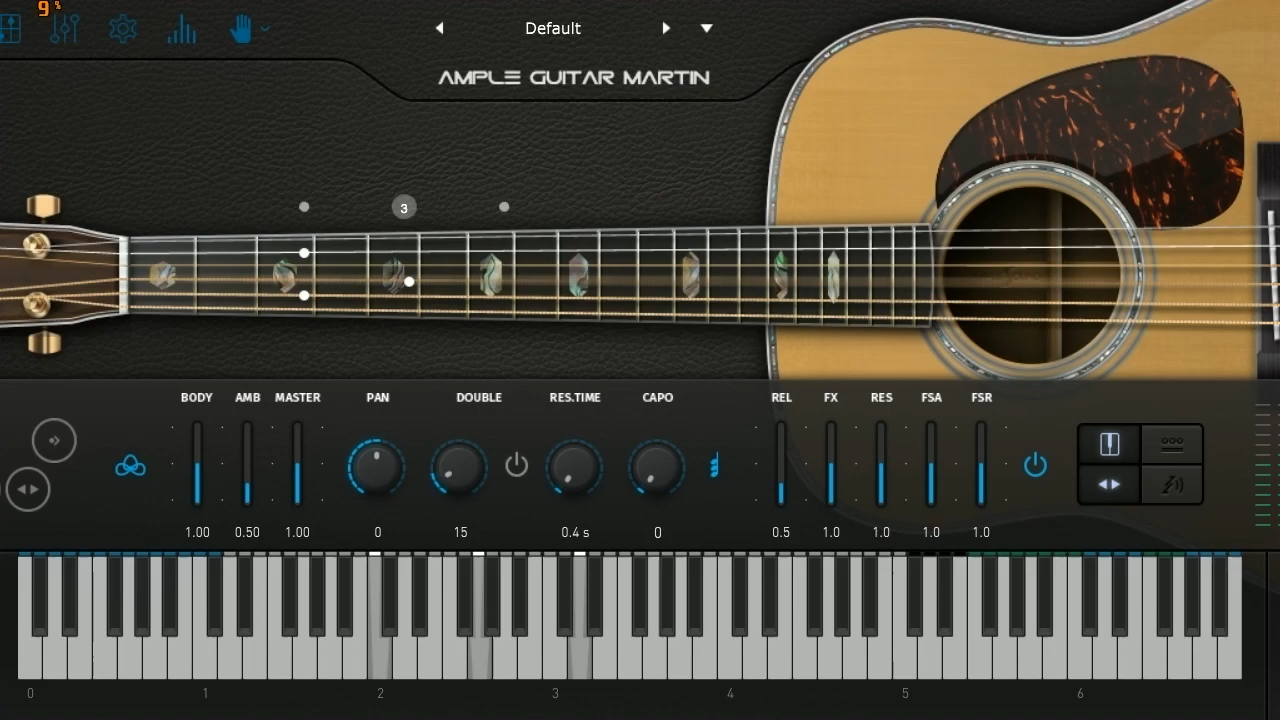 9%
Default
AMPLE GUITAR MARTIN
3
BODY AMB MASTER PAN DOUBLE RES.TIME CAPO REL FX RES FSA FSR
1.00 0.50 1.00 0 15 0.4 s 0 0.5 1.0 1.0 1.0 1.0
0 1 2 3 4 5 6